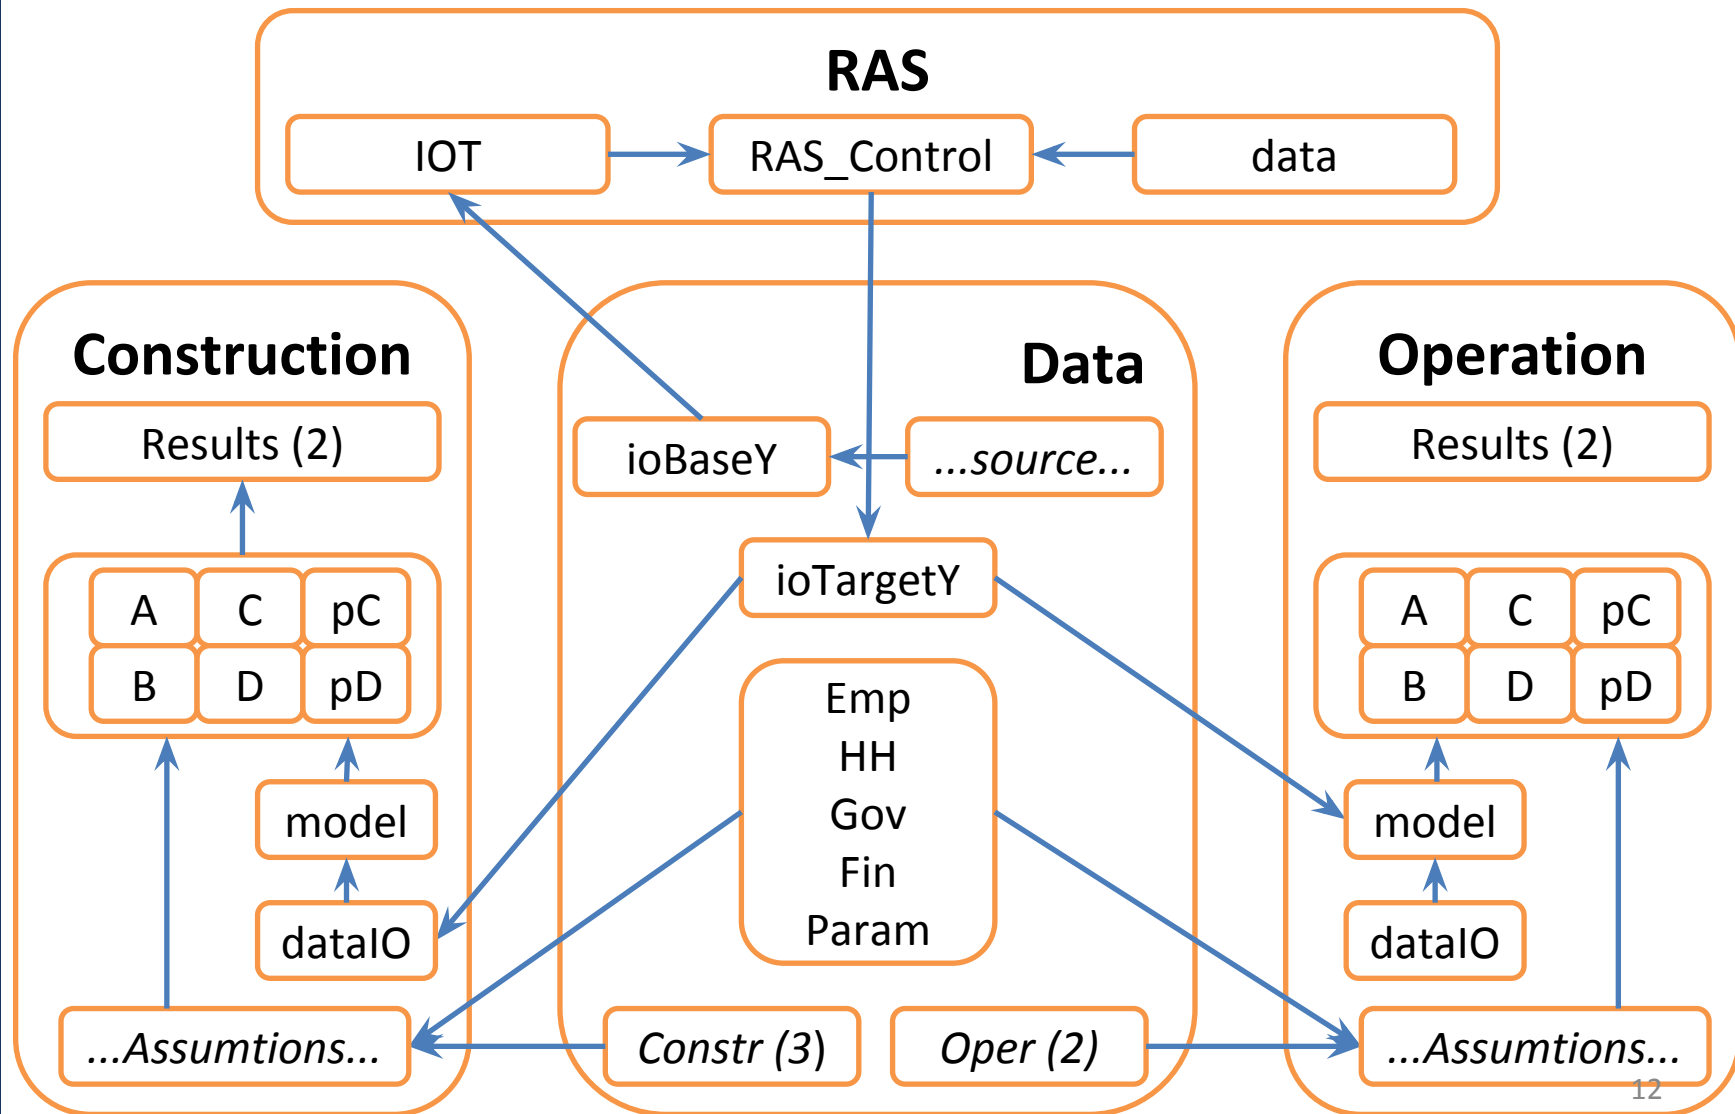 RAS
IOT
RAS_Control
data
Construction
Results (2)
A C pC
B D pD
model
dataIO
...Assumtions...
Data
ioBaseY
...source...
ioTargetY
Emp
HH
Gov
Fin
Param
Constr (3)
Oper (2)
Operation
Results (2)
A C pC
B D pD
model
dataIO
...Assumtions...
12